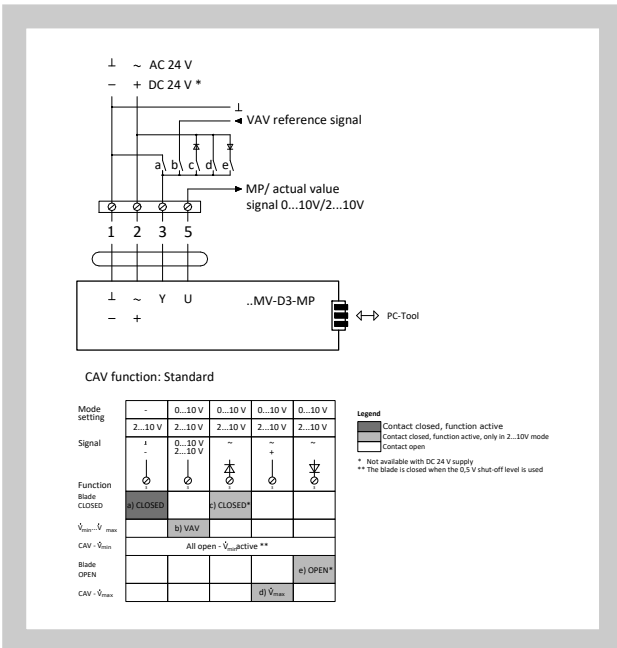 ⊥ ~ AC 24 V
– + DC 24 V *
⊥
VAV reference signal
a b c d e
MP/ actual value
signal 0...10V/2...10V
1 2 3 5
⊥ ~ Y U ..MV-D3-MP
– +
PC-Tool
CAV function: Standard
Mode
setting
- 0...10 V 0...10 V 0...10 V 0...10 V
2...10 V 2...10 V 2...10 V 2...10 V 2...10 V
Signal
⊥
-
0...10 V
2...10 V
~
~
+
~
3 3 3 3 3
Function
Blade
CLOSED
a) CLOSED
c) CLOSED*
V̇min...V̇ max
b) VAV
CAV - V̇min
All open - V̇min active **
Blade
OPEN
e) OPEN*
CAV - V̇max
d) V̇max
Legend
Contact closed, function active
Contact closed, function active, only in 2...10V mode
Contact open
* Not available with DC 24 V supply
** The blade is closed when the 0,5 V shut-off level is used